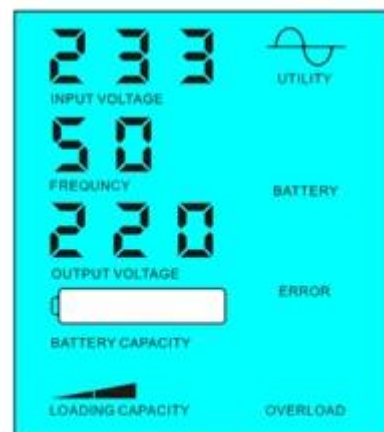 233
UTILITY
INPUT VOLTAGE
50
FREQUNCY
BATTERY
220
OUTPUT VOLTAGE
ERROR
BATTERY CAPACITY
LOADING CAPACITY
OVERLOAD